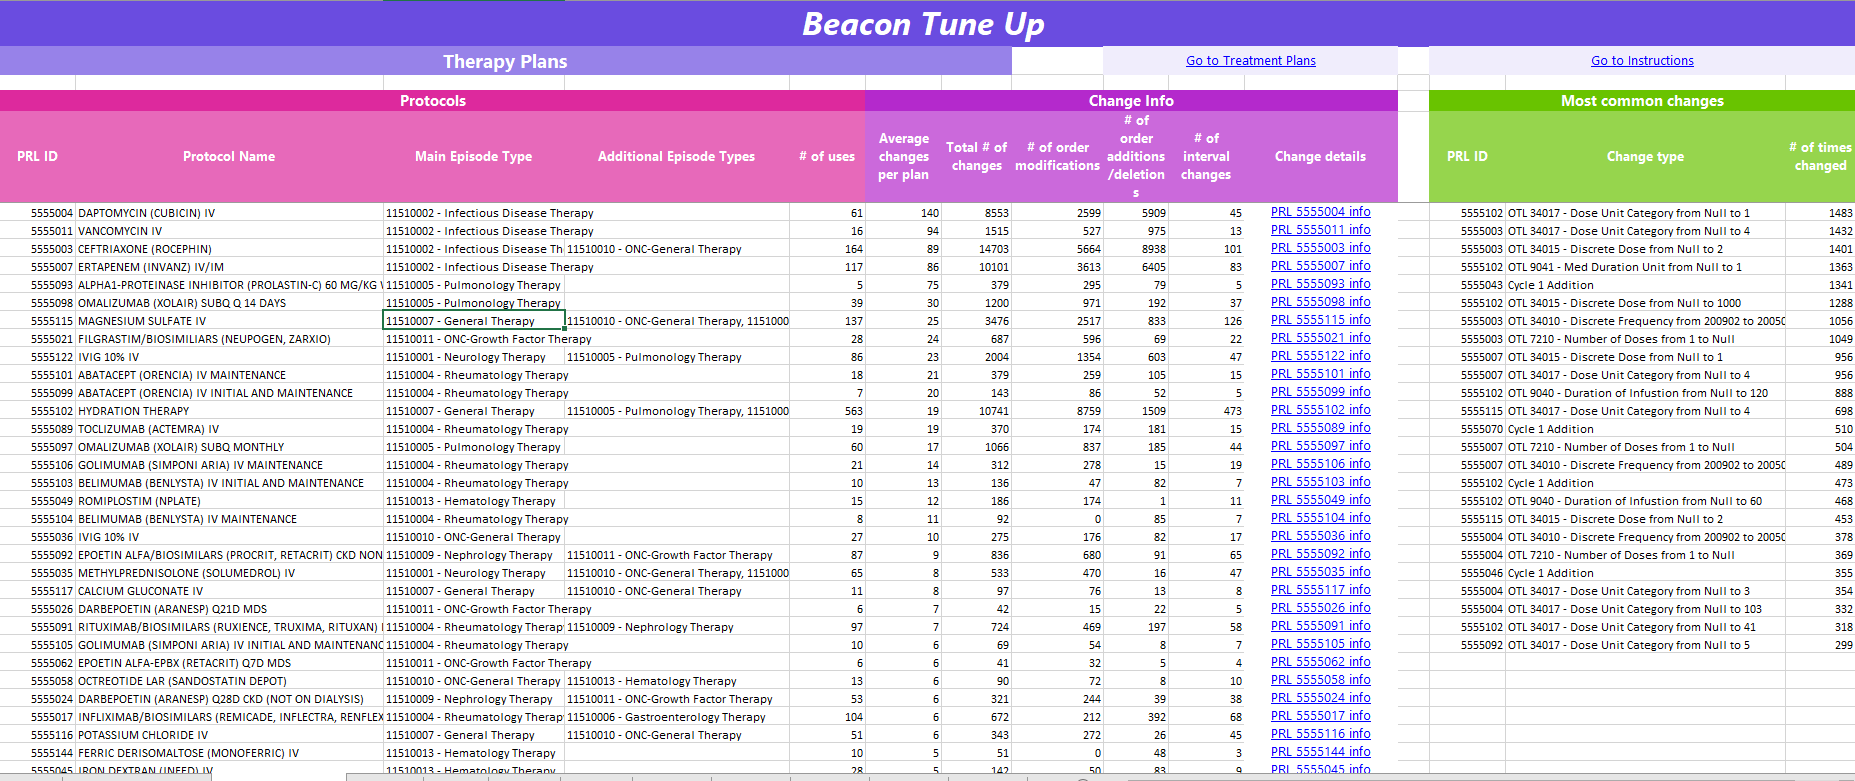 Beacon Tune Up
Therapy Plans Go to Treatment Plans Go to Instructions
Protocols Change Info Most common changes
PRL ID Protocol Name Main Episode Type Additional Episode Types # of uses Average changes per plan Total # of changes # of order modifications # of order additions /deletions # of interval changes Change details PRL ID Change type # of times changed
5555004 DAPTOMYCIN (CUBICIN) IV 11510002 - Infectious Disease Therapy 61 140 8553 2599 5909 45 PRL 5555004 info 5555102 OTL 34017 - Dose Unit Category from Null to 1 1483
5555011 VANCOMYCIN IV 11510002 - Infectious Disease Therapy 16 94 1515 527 975 13 PRL 5555011 info 5555003 OTL 34017 - Dose Unit Category from Null to 4 1432
5555003 CEFTRIAXONE (ROCEPHIN) 11510002 - Infectious Disease Th 11510010 - ONC-General Therapy 164 89 14703 5664 8938 101 PRL 5555003 info 5555003 OTL 34015 - Discrete Dose from Null to 2 1401
5555007 ERTAPENEM (INVANZ) IV/IM 11510002 - Infectious Disease Therapy 117 86 10101 3613 6405 83 PRL 5555007 info 5555102 OTL 9041 - Med Duration Unit from Null to 1 1363
5555093 ALPHA1-PROTEINASE INHIBITOR (PROLASTIN-C) 60 MG/KG 11510005 - Pulmonology Therapy 5 75 379 295 79 5 PRL 5555093 info 5555043 Cycle 1 Addition 1341
5555098 OMALIZUMAB (XOLAIR) SUBQ Q 14 DAYS 11510005 - Pulmonology Therapy 39 30 1200 971 192 37 PRL 5555098 info 5555102 OTL 34015 - Discrete Dose from Null to 1000 1288
5555115 MAGNESIUM SULFATE IV 11510007 - General Therapy 11510010 - ONC-General Therapy, 1151000 137 25 3476 2517 833 126 PRL 5555115 info 5555003 OTL 34010 - Discrete Frequency from 200902 to 2005 1056
5555021 FILGRASTIM/BIOSIMILIARS (NEUPOGEN, ZARXIO) 11510011 - ONC-Growth Factor Therapy 28 24 687 596 69 22 PRL 5555021 info 5555003 OTL 7210 - Number of Doses from 1 to Null 1049
5555122 IVIG 10% IV 11510001 - Neurology Therapy 11510005 - Pulmonology Therapy 86 23 2004 1354 603 47 PRL 5555122 info 5555007 OTL 34015 - Discrete Dose from Null to 1 956
5555101 ABATACEPT (ORENCIA) IV MAINTENANCE 11510004 - Rheumatology Therapy 18 21 379 259 105 15 PRL 5555101 info 5555007 OTL 34017 - Dose Unit Category from Null to 4 956
5555099 ABATACEPT (ORENCIA) IV INITIAL AND MAINTENANCE 11510004 - Rheumatology Therapy 7 20 143 86 52 5 PRL 5555099 info 5555102 OTL 9040 - Duration of Infustion from Null to 120 888
5555102 HYDRATION THERAPY 11510007 - General Therapy 11510005 - Pulmonology Therapy, 1151000 563 19 10741 8759 1509 473 PRL 5555102 info 5555115 OTL 34017 - Dose Unit Category from Null to 4 698
5555089 TOCLIZUMAB (ACTEMRA) IV 11510004 - Rheumatology Therapy 19 19 370 174 181 15 PRL 5555089 info 5555070 Cycle 1 Addition 510
5555097 OMALIZUMAB (XOLAIR) SUBQ MONTHLY 11510005 - Pulmonology Therapy 60 17 1066 837 185 44 PRL 5555097 info 5555007 OTL 7210 - Number of Doses from 1 to Null 504
5555106 GOLIMUMAB (SIMPONI ARIA) IV MAINTENANCE 11510004 - Rheumatology Therapy 21 14 312 278 15 19 PRL 5555106 info 5555007 OTL 34010 - Discrete Frequency from 200902 to 2005 489
5555103 BELIMUMAB (BENLYSTA) IV INITIAL AND MAINTENANCE 11510004 - Rheumatology Therapy 10 13 136 47 82 7 PRL 5555103 info 5555102 Cycle 1 Addition 473
5555049 ROMIPLOSTIM (NPLATE) 11510013 - Hematology Therapy 15 12 186 174 1 11 PRL 5555049 info 5555102 OTL 9040 - Duration of Infustion from Null to 60 468
5555104 BELIMUMAB (BENLYSTA) IV MAINTENANCE 11510004 - Rheumatology Therapy 8 11 92 0 85 7 PRL 5555104 info 5555115 OTL 34015 - Discrete Dose from Null to 2 453
5555036 IVIG 10% IV 11510010 - ONC-General Therapy 27 10 275 176 82 17 PRL 5555036 info 5555004 OTL 34010 - Discrete Frequency from 200902 to 2005 378
5555092 EPOETIN ALFA/BIOSIMILARS (PROCRIT, RETACRIT) CKD NON 11510009 - Nephrology Therapy 11510011 - ONC-Growth Factor Therapy 87 9 836 680 91 65 PRL 5555092 info 5555004 OTL 7210 - Number of Doses from 1 to Null 369
5555035 METHYLPREDNISOLONE (SOLUMEDROL) IV 11510001 - Neurology Therapy 11510010 - ONC-General Therapy, 1151000 65 8 533 470 16 47 PRL 5555035 info 5555046 Cycle 1 Addition 355
5555117 CALCIUM GLUCONATE IV 11510007 - General Therapy 11510010 - ONC-General Therapy 11 8 97 76 13 8 PRL 5555117 info 5555004 OTL 34017 - Dose Unit Category from Null to 3 354
5555026 DARBEPOETIN (ARANESP) Q21D MDS 11510011 - ONC-Growth Factor Therapy 6 7 42 15 22 5 PRL 5555026 info 5555004 OTL 34017 - Dose Unit Category from Null to 103 332
5555091 RITUXIMAB/BIOSIMILARS (RUXIENCE, TRUXIMA, RITUXAN) 11510004 - Rheumatology Therap 11510009 - Nephrology Therapy 97 7 724 469 197 58 PRL 5555091 info 5555102 OTL 34017 - Dose Unit Category from Null to 41 318
5555105 GOLIMUMAB (SIMPONI ARIA) IV INITIAL AND MAINTENANC 11510004 - Rheumatology Therapy 10 6 69 54 8 7 PRL 5555105 info 5555092 OTL 34017 - Dose Unit Category from Null to 5 299
5555062 EPOETIN ALFA-EPBX (RETACRIT) Q7D MDS 11510011 - ONC-Growth Factor Therapy 6 6 41 32 5 4 PRL 5555062 info
5555058 OCTREOTIDE LAR (SANDOSTATIN DEPOT) 11510010 - ONC-General Therapy 11510013 - Hematology Therapy 13 6 90 72 8 10 PRL 5555058 info
5555024 DARBEPOETIN (ARANESP) Q28D CKD (NOT ON DIALYSIS) 11510009 - Nephrology Therapy 11510011 - ONC-Growth Factor Therapy 53 6 321 244 39 38 PRL 5555024 info
5555017 INFLIXIMAB/BIOSIMILARS (REMICADE, INFLECTRA, RENFLEX 11510004 - Rheumatology Therap 11510006 - Gastroenterology Therapy 104 6 672 212 392 68 PRL 5555017 info
5555116 POTASSIUM CHLORIDE IV 11510007 - General Therapy 11510010 - ONC-General Therapy 51 6 343 272 26 45 PRL 5555116 info
5555144 FERRIC DERISOMALTOSE (MONOFERRIC) IV 11510013 - Hematology Therapy 10 5 51 0 48 3 PRL 5555144 info
5555045 IRON DEXTRAN (INFED) IV 11510013 - Hematology Therapy 28 5 142 50 83 9 PRL 5555045 info